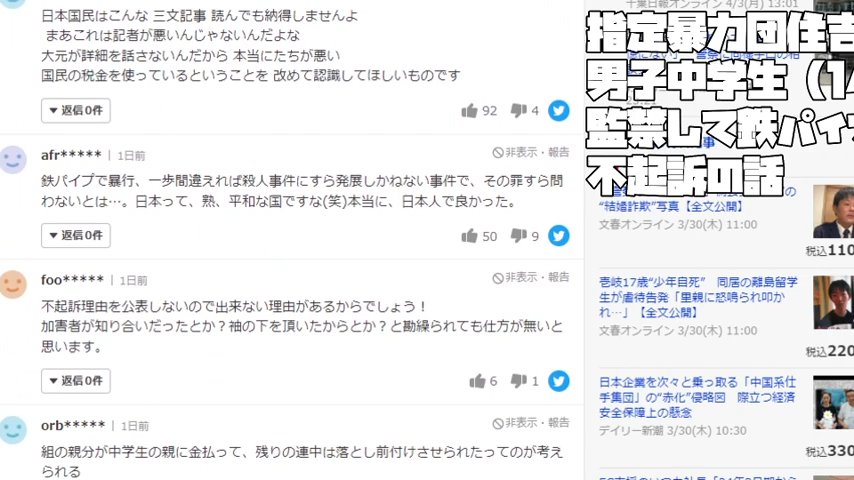 日本国民はこんな 三文記事 読んでも納得しませんよ
まあこれは記者が悪いんじゃないんだよな
大元が詳細を話さないんだから 本当にたちが悪い
国民の税金を使っているということを 改めて認識してほしいものです
▼返信0件
92
4
afr***** | 1日前
非表示・報告
鉄パイプで暴行、一歩間違えれば殺人事件にすら発展しかねない事件で、その罪すら問
わないとは…。日本って、熟、平和な国ですな(笑)本当に、日本人で良かった。
▼返信0件
50
9
foo***** | 1日前
非表示・報告
不起訴理由を公表しないので出来ない理由があるからでしょう！
加害者が知り合いだったとか？袖の下を頂いたからとか？と勘繰られても仕方が無いと
思います。
▼返信0件
6
1
orb***** | 1日前
非表示・報告
組の親分が中学生の親に金払って、残りの連中は落とし前付けさせられたってのが考え
られる
千葉日報オンライン 4/3(月) 13:01
指定暴力団住吉
男子中学生（1
監禁して鉄パイ
不起訴の話
"結婚詐欺"写真【全文公開】
文春オンライン 3/30(木) 11:00
税込110
壱岐17歳"少年自死" 同居の離島留学
生が虐待告発「里親に怒鳴られ叩か
れ…」【全文公開】
文春オンライン 3/30(木) 11:00
税込220
日本企業を次々と乗っ取る「中国系仕
手集団」の"赤化"侵略図 際立つ経済
安全保障上の懸念
デイリー新潮 3/30(木) 10:30
税込330